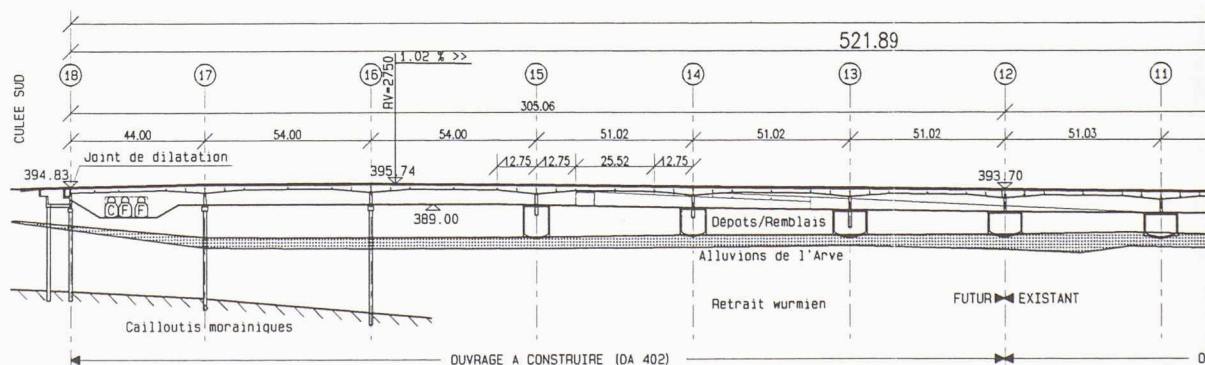 521.89
1.02 % >>
CULEE SUD
18 17 16 15 14 13 12 11
RV=2750
305.06
44.00 54.00 54.00 51.02 51.02 51.02 51.03
Joint de dilatation
12.75 12.75 25.52 12.75
394.83 395.74 393.70
C F F
389.00
Dépots/Remblais
Alluvions de l'Arve
Retrait wurmien
FUTUR EXISTANT
Cailloutis morainiques
OUVRAGE A CONSTRUIRE (OA 402)